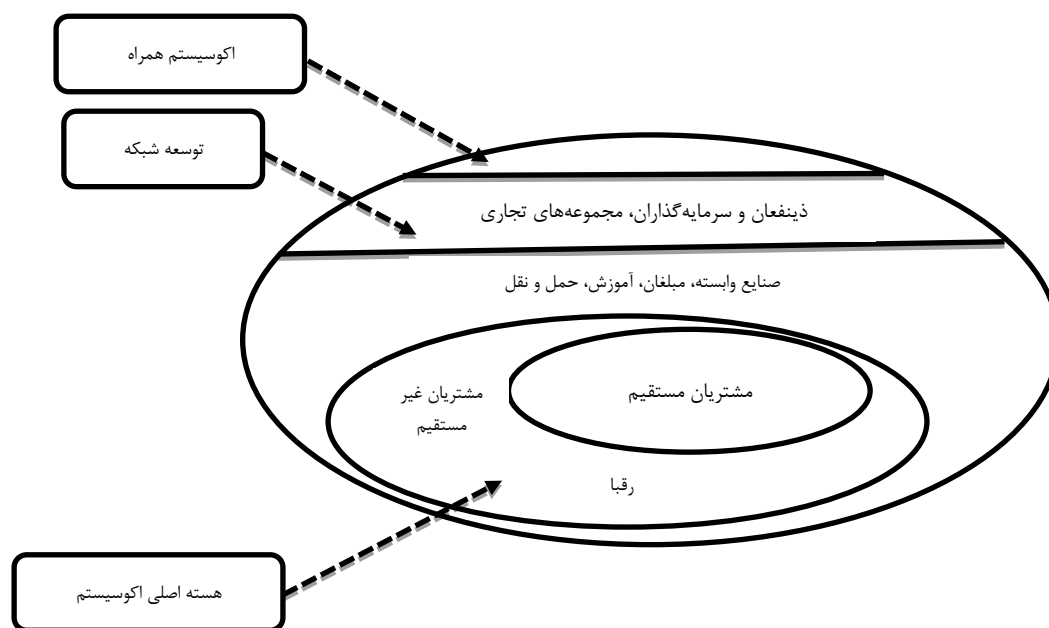 اکوسیستم همراه
توسعه شبکه
ذینفعان و سرمایه‌گذاران، مجموعه‌های تجاری
صنایع وابسته، مبلغان، آموزش، حمل و نقل
مشتریان مستقیم
مشتریان غیر
مستقیم
رقبا
هسته اصلی اکوسیستم